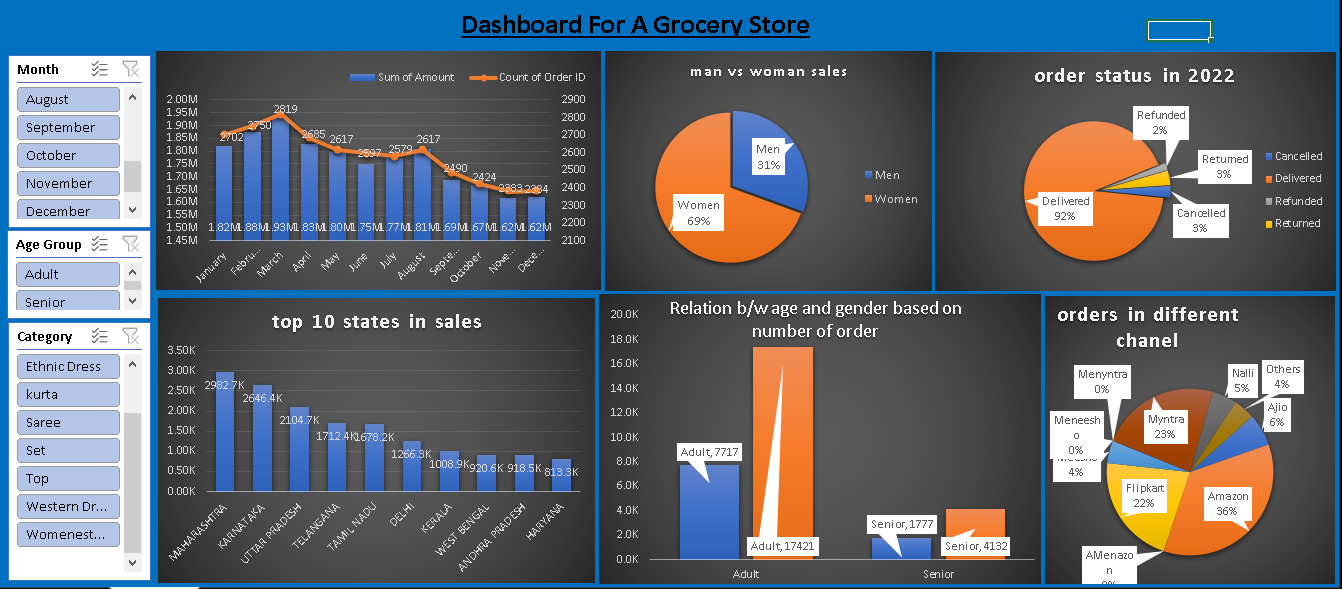 Dashboard For A Grocery Store
Month
August
September
October
November
December
Age Group
Adult
Senior
Category
Ethnic Dress
kurta
Saree
Set
Top
Western Dr...
Womenest...
Sum of Amount
Count of Order ID
2.00M
1.95M
1.90M
1.85M
1.80M
1.75M
1.70M
1.65M
1.60M
1.55M
1.50M
1.45M
2900
2800
2700
2600
2500
2400
2300
2200
2100
2702
2750
2819
2685
2617
2597
2579
2617
2490
2424
2383
2384
1.82M
1.88M
1.93M
1.83M
1.80M
1.75M
1.77M
1.81M
1.69M
1.67M
1.62M
1.62M
January
Febru...
March
April
May
June
July
August
Septe...
October
Nove...
Dece...
man vs woman sales
Men
31%
Women
69%
Men
Women
order status in 2022
Refunded
2%
Returned
3%
Cancelled
3%
Delivered
92%
Cancelled
Delivered
Refunded
Returned
top 10 states in sales
3.50K
3.00K
2.50K
2.00K
1.50K
1.00K
0.50K
0.00K
2982.7K
2646.4K
2104.7K
1712.4K
1678.2K
1266.3K
1008.9K
920.6K
918.5K
813.3K
MAHARASHTRA
KARNATAKA
UTTAR PRADESH
TELANGANA
TAMIL NADU
DELHI
KERALA
WEST BENGAL
ANDHRA PRADESH
HARYANA
Relation b/w age and gender based on
number of order
20.0K
18.0K
16.0K
14.0K
12.0K
10.0K
8.0K
6.0K
4.0K
2.0K
0.0K
Adult, 7717
Adult, 17421
Senior, 1777
Senior, 4132
Adult
Senior
orders in different
chanel
Menyntra
0%
Nalli
5%
Others
4%
Ajio
6%
Myntra
23%
Meneesh
o
0%
Meesho
4%
Flipkart
22%
Amazon
36%
AMenazo
n
0%